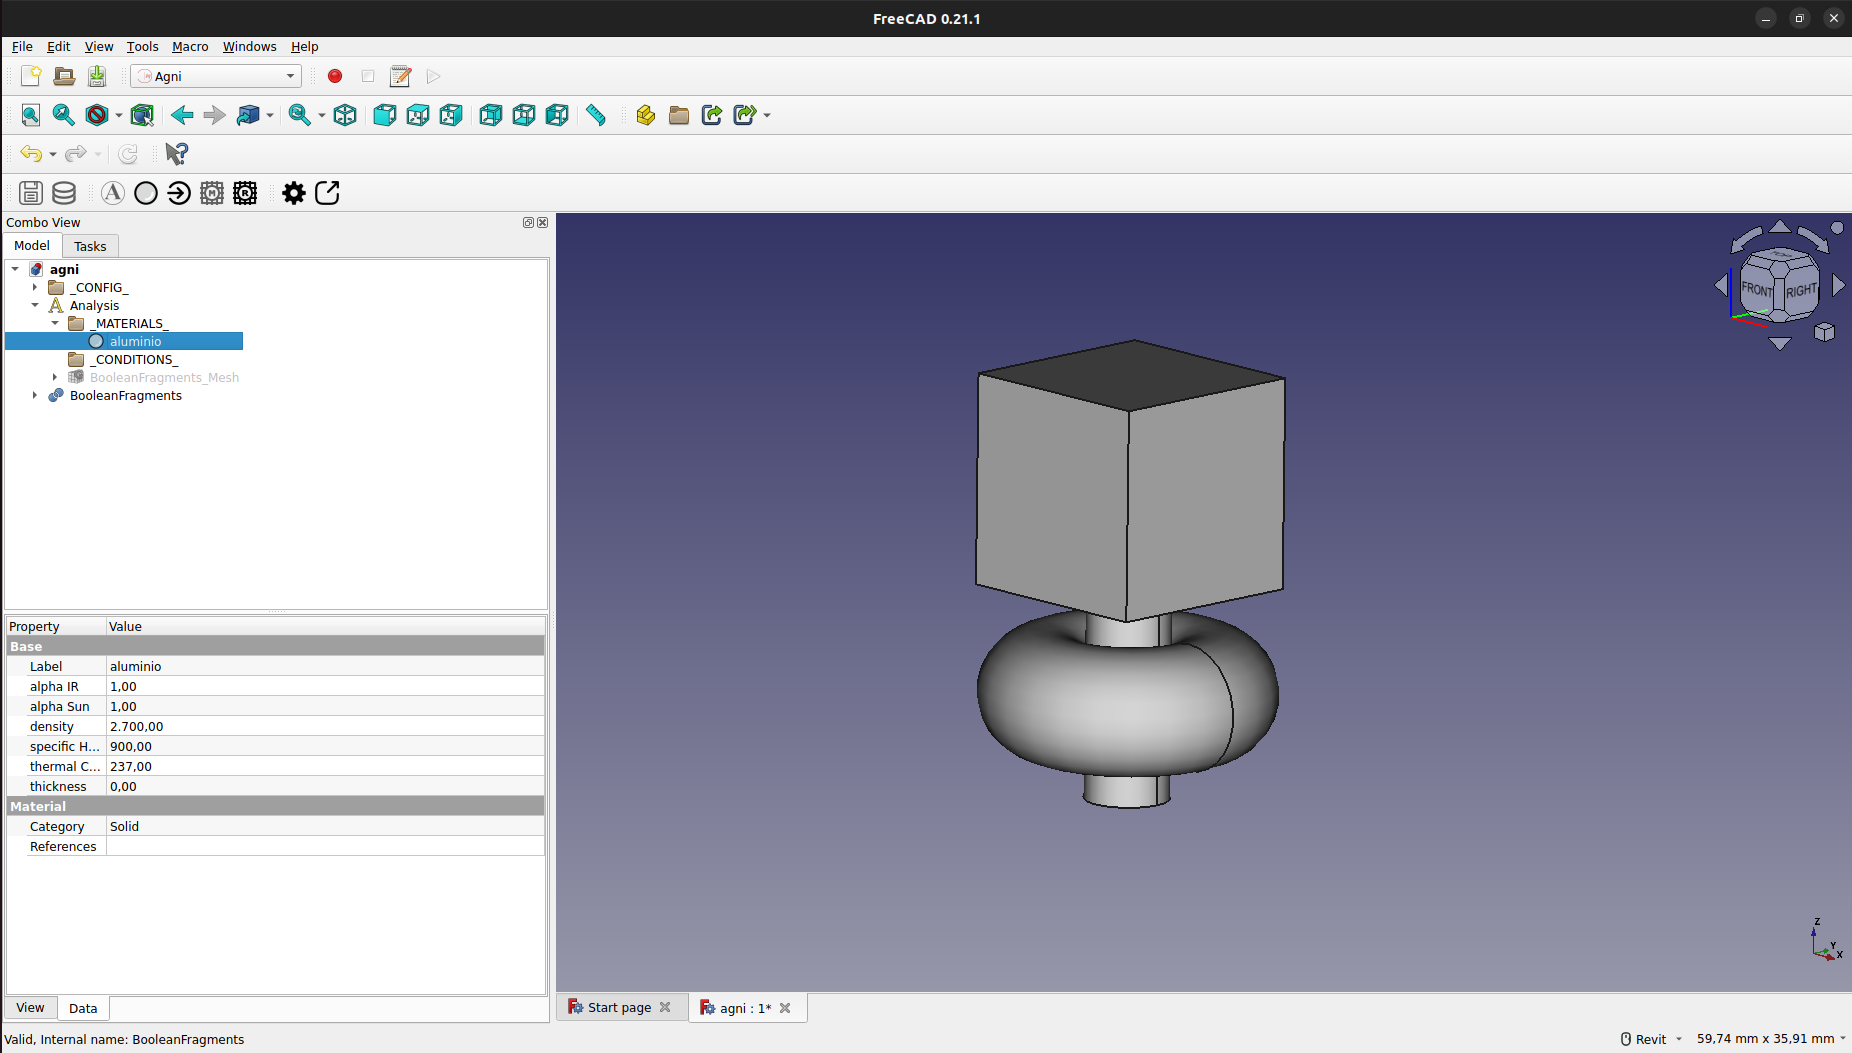 FreeCAD 0.21.1
File Edit View Tools Macro Windows Help
Agni
Combo View
Model Tasks
agni
_CONFIG_
Analysis
_MATERIALS_
aluminio
_CONDITIONS_
BooleanFragments_Mesh
BooleanFragments
Property Value
Base
Label aluminio
alpha IR 1,00
alpha Sun 1,00
density 2.700,00
specific H... 900,00
thermal C... 237,00
thickness 0,00
Material
Category Solid
References
View Data
TOP
FRONT RIGHT
Z
Y
X
Start page agni : 1*
Valid, Internal name: BooleanFragments
Revit 59,74 mm x 35,91 mm